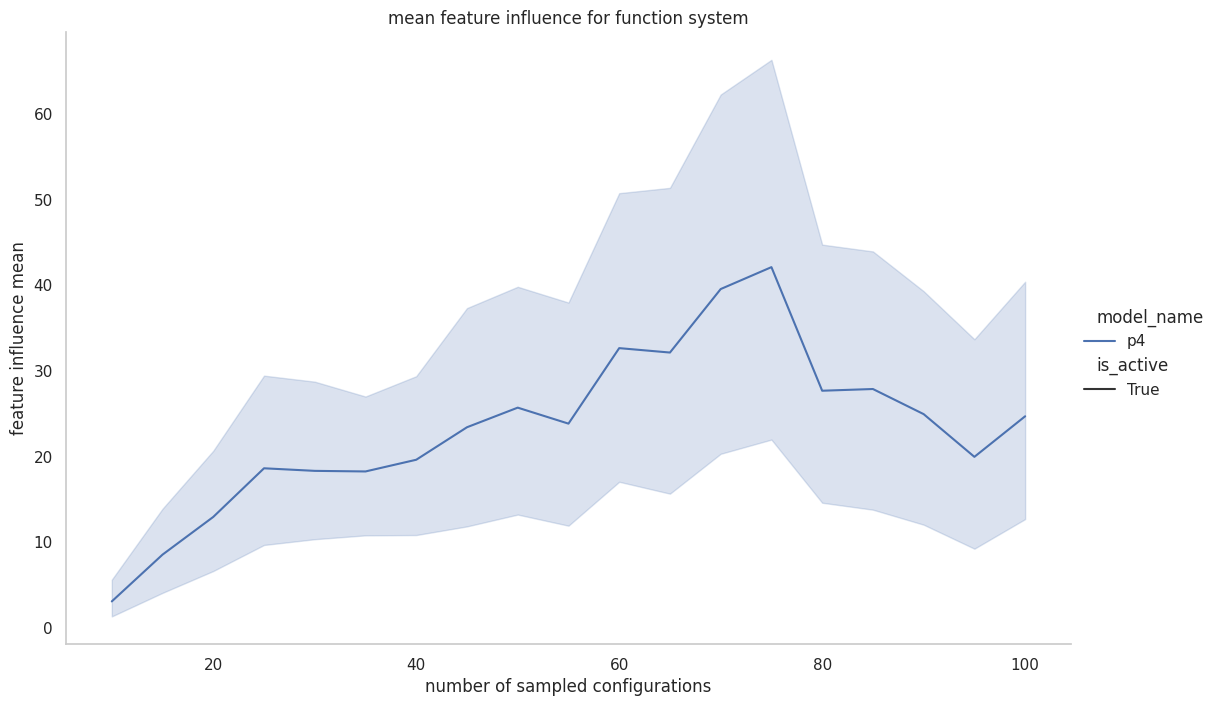 mean feature influence for function system
60
50
40
30
20
10
0
feature influence mean
20 40 60 80 100
number of sampled configurations
model_name
p4
is_active
True